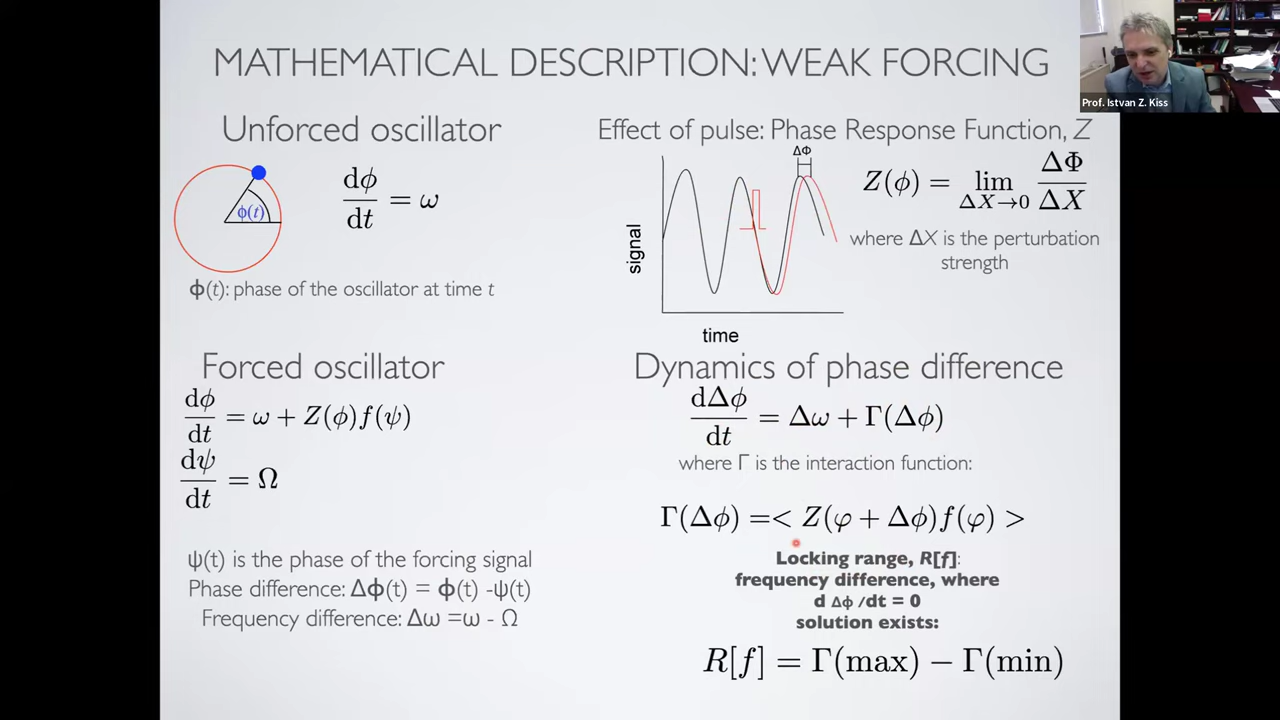 MATHEMATICAL DESCRIPTION: WEAK FORCING
Prof. Istvan Z. Kiss
Unforced oscillator
ϕ(t)
dϕ/dt = ω
ϕ(t): phase of the oscillator at time t
Effect of pulse: Phase Response Function, Z
ΔΦ
signal
time
Z(ϕ) = lim ΔX→0 ΔΦ/ΔX
where ΔX is the perturbation
strength
Forced oscillator
dϕ/dt = ω + Z(ϕ)f(ψ)
dψ/dt = Ω
ψ(t) is the phase of the forcing signal
Phase difference: Δϕ(t) = ϕ(t) -ψ(t)
Frequency difference: Δω =ω - Ω
Dynamics of phase difference
dΔϕ/dt = Δω + Γ(Δϕ)
where Γ is the interaction function:
Γ(Δϕ) =< Z(φ + Δϕ)f(φ) >
Locking range, R[f]:
frequency difference, where
d Δϕ /dt = 0
solution exists:
R[f] = Γ(max) − Γ(min)